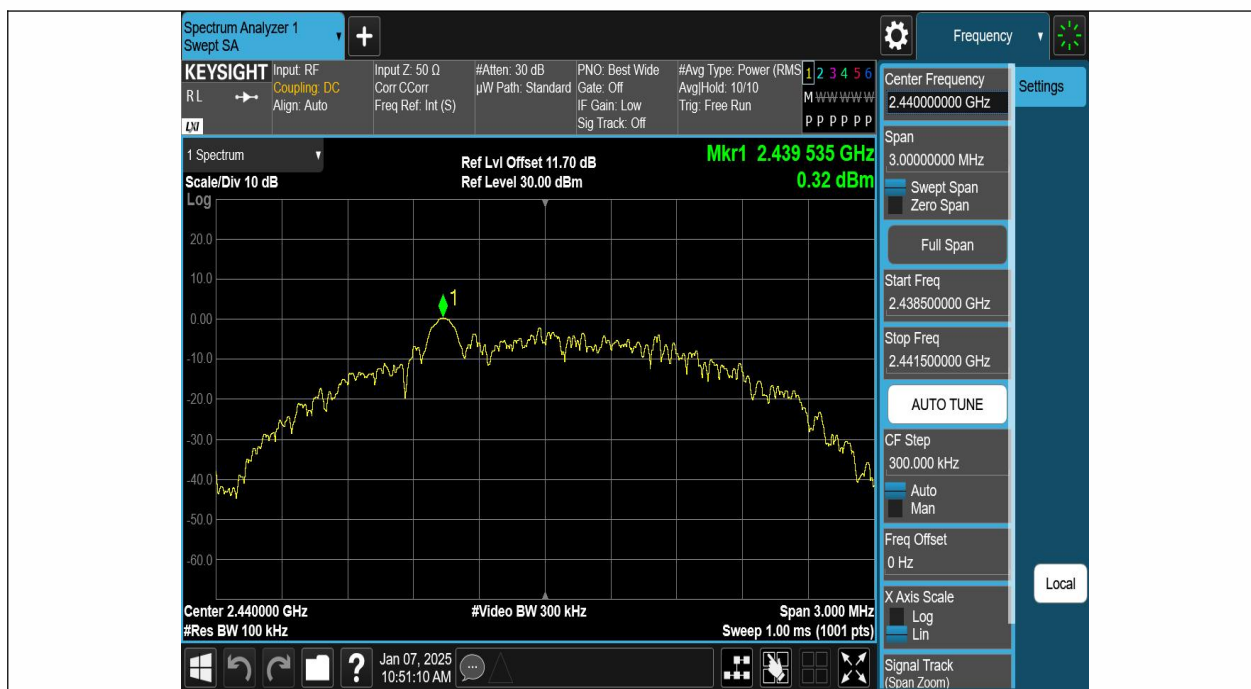 Spectrum Analyzer 1
Swept SA
+
Frequency
KEYSIGHT
RL
LXI
Input: RF
Coupling: DC
Align: Auto
Input Z: 50 Ω
Corr CCorr
Freq Ref: Int (S)
#Atten: 30 dB
µW Path: Standard
PNO: Best Wide
Gate: Off
IF Gain: Low
Sig Track: Off
#Avg Type: Power (RMS
Avg|Hold: 10/10
Trig: Free Run
1 2 3 4 5 6
M W W W W W
P P P P P P
1 Spectrum
Scale/Div 10 dB
Log
Ref Lvl Offset 11.70 dB
Ref Level 30.00 dBm
Mkr1 2.439 535 GHz
0.32 dBm
20.0
10.0
0.00
-10.0
-20.0
-30.0
-40.0
-50.0
-60.0
1
Center 2.440000 GHz
#Res BW 100 kHz
#Video BW 300 kHz
Span 3.000 MHz
Sweep 1.00 ms (1001 pts)
?
Jan 07, 2025
10:51:10 AM
Center Frequency
2.440000000 GHz
Span
3.00000000 MHz
Swept Span
Zero Span
Full Span
Start Freq
2.438500000 GHz
Stop Freq
2.441500000 GHz
AUTO TUNE
CF Step
300.000 kHz
Auto
Man
Freq Offset
0 Hz
X Axis Scale
Log
Lin
Signal Track
(Span Zoom)
Settings
Local